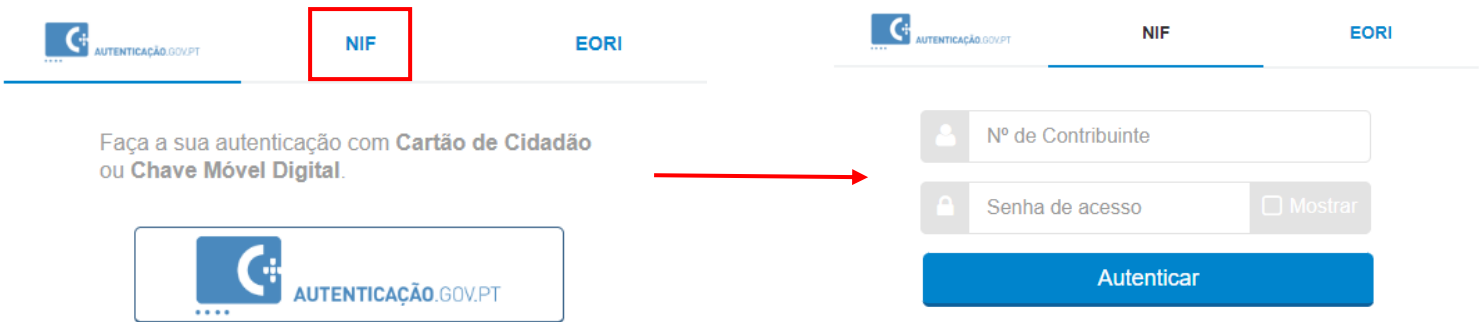 AUTENTICAÇÃO.GOV.PT
NIF
EORI
Faça a sua autenticação com Cartão de Cidadão
ou Chave Móvel Digital.
AUTENTICAÇÃO.GOV.PT
AUTENTICAÇÃO.GOV.PT
NIF
EORI
Nº de Contribuinte
Senha de acesso
Mostrar
Autenticar